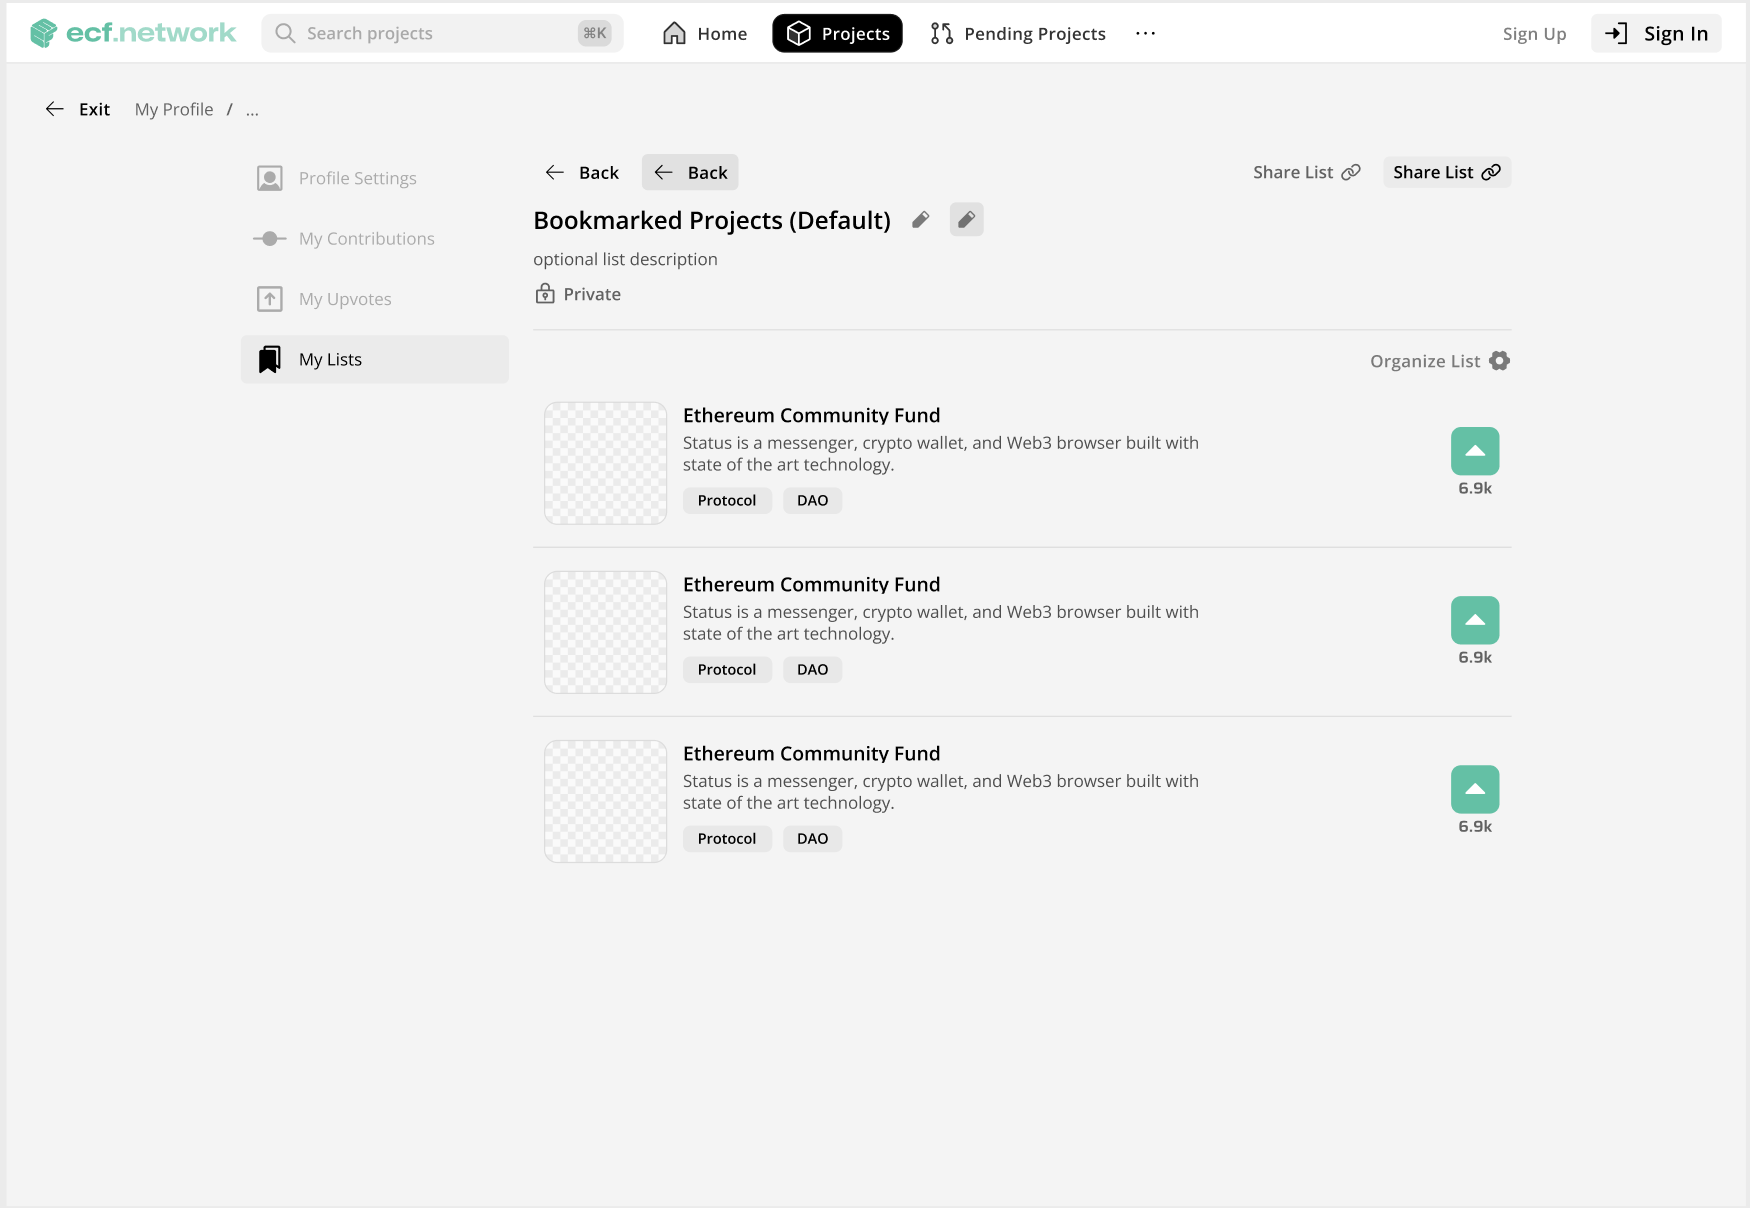 ecf.network
Search projects
⌘K
Home
Projects
Pending Projects
...
Sign Up
Sign In
Exit
My Profile / ...
Profile Settings
My Contributions
My Upvotes
My Lists
Back
Back
Share List
Share List
Bookmarked Projects (Default)
optional list description
Private
Organize List
Ethereum Community Fund
Status is a messenger, crypto wallet, and Web3 browser built with
state of the art technology.
Protocol
DAO
6.9k
Ethereum Community Fund
Status is a messenger, crypto wallet, and Web3 browser built with
state of the art technology.
Protocol
DAO
6.9k
Ethereum Community Fund
Status is a messenger, crypto wallet, and Web3 browser built with
state of the art technology.
Protocol
DAO
6.9k